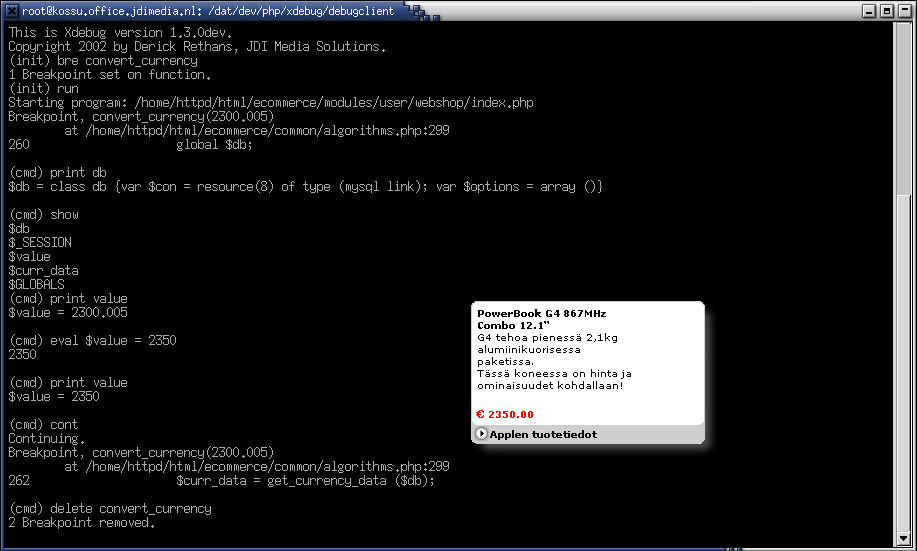 root@kossu.office.jdimedia.nl: /dat/dev/php/xdebug/debugclient
This is Xdebug version 1.3.0dev.
Copyright 2002 by Derick Rethans, JDI Media Solutions.
(init) bre convert_currency
1 Breakpoint set on function.
(init) run
Starting program: /home/httpd/html/ecommerce/modules/user/webshop/index.php
Breakpoint, convert_currency(2300.005)
at /home/httpd/html/ecommerce/common/algorithms.php:299
260 global $db;
(cmd) print db
$db = class db {var $con = resource(8) of type (mysql link); var $options = array ()}
(cmd) show
$db
$_SESSION
$value
$curr_data
$GLOBALS
(cmd) print value
$value = 2300.005
(cmd) eval $value = 2350
2350
(cmd) print value
$value = 2350
(cmd) cont
Continuing.
Breakpoint, convert_currency(2300.005)
at /home/httpd/html/ecommerce/common/algorithms.php:299
262 $curr_data = get_currency_data ($db);
(cmd) delete convert_currency
2 Breakpoint removed.
PowerBook G4 867MHz
Combo 12.1"
G4 tehoa pienessä 2,1kg
alumiinikuorisessa
paketissa.
Tässä koneessa on hinta ja
ominaisuudet kohdallaan!
€ 2350.00
Applen tuotetiedot